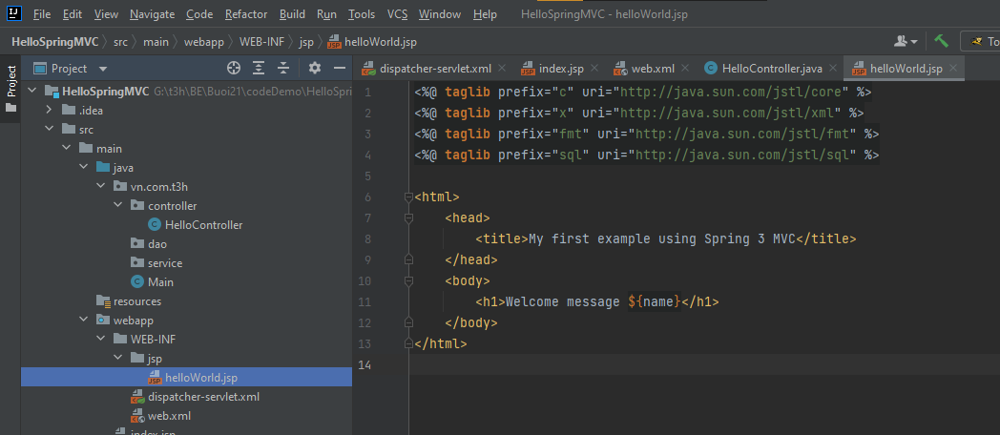 IJ File Edit View Navigate Code Refactor Build Run Tools VCS Window Help HelloSpringMVC - helloWorld.jsp
HelloSpringMVC src main webapp WEB-INF jsp helloWorld.jsp To
Project
Project
dispatcher-servlet.xml index.jsp web.xml HelloController.java helloWorld.jsp
HelloSpringMVC G:\t3h\BE\Buoi21\codeDemo\HelloSpri
.idea
src
main
java
vn.com.t3h
controller
HelloController
dao
service
Main
resources
webapp
WEB-INF
jsp
helloWorld.jsp
dispatcher-servlet.xml
web.xml
index.jsp
1 <%@ taglib prefix="c" uri="http://java.sun.com/jstl/core" %>
2 <%@ taglib prefix="x" uri="http://java.sun.com/jstl/xml" %>
3 <%@ taglib prefix="fmt" uri="http://java.sun.com/jstl/fmt" %>
4 <%@ taglib prefix="sql" uri="http://java.sun.com/jstl/sql" %>
5
6 <html>
7 <head>
8 <title>My first example using Spring 3 MVC</title>
9 </head>
10 <body>
11 <h1>Welcome message ${name}</h1>
12 </body>
13 </html>
14